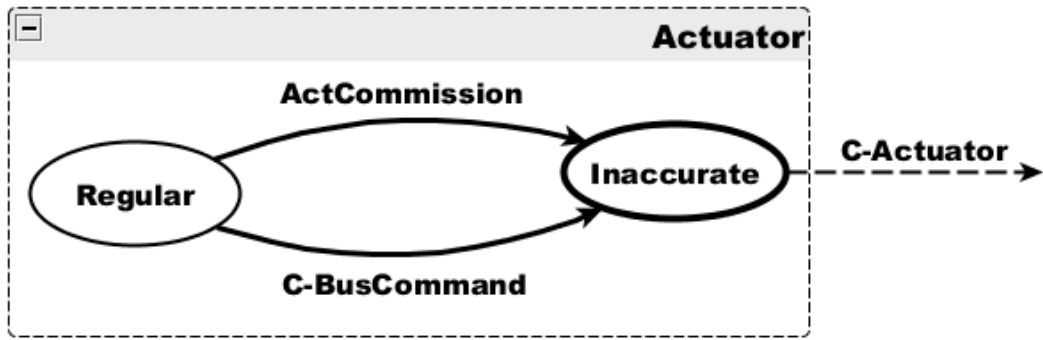 Actuator
ActCommission
Regular
Inaccurate
C-Actuator
C-BusCommand